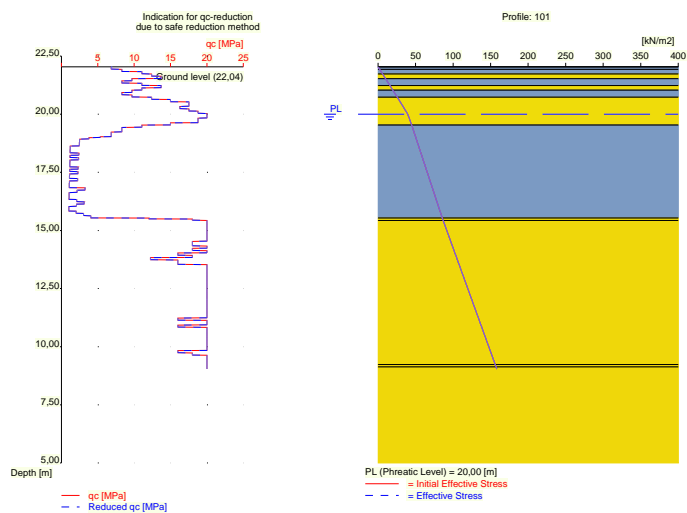 Indication for qc-reduction
due to safe reduction method
qc [MPa]
5 10 15 20 25
22,50
20,00
17,50
15,00
12,50
10,00
7,50
5,00
Ground level (22,04)
Depth [m]
qc [MPa]
Reduced qc [MPa]
Profile: 101
[kN/m2]
0 50 100 150 200 250 300 350 400
PL
PL (Phreatic Level) = 20,00 [m]
= Initial Effective Stress
= Effective Stress